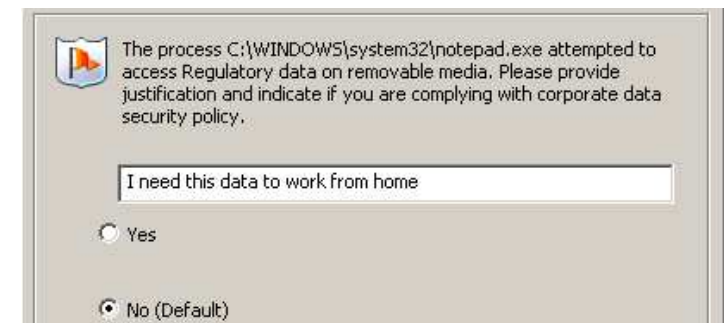 The process C:\WINDOWS\system32\notepad.exe attempted to
access Regulatory data on removable media. Please provide
justification and indicate if you are complying with corporate data
security policy.
I need this data to work from home
Yes
No (Default)